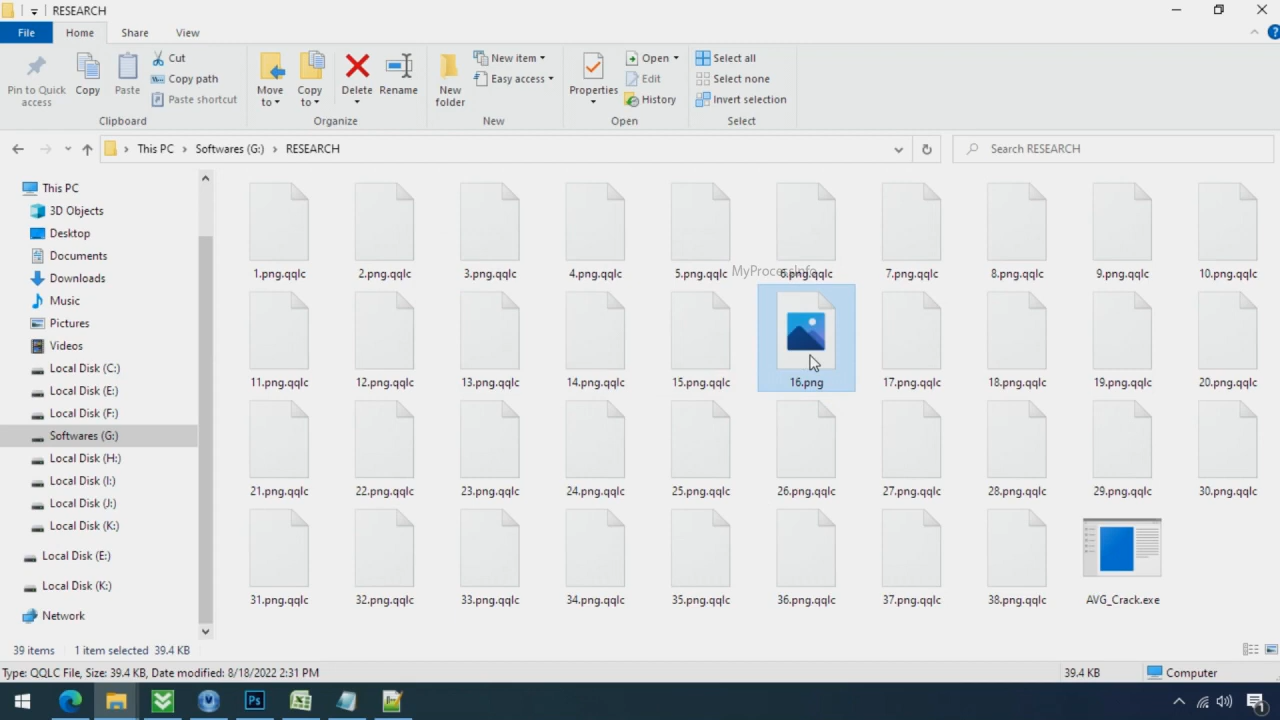 RESEARCH
File Home Share View
Pin to Quick access
Copy
Paste
Cut
Copy path
Paste shortcut
Move to
Copy to
Delete
Rename
New folder
New item
Easy access
Properties
Open
Edit
History
Select all
Select none
Invert selection
Clipboard Organize New Open Select
This PC › Softwares (G:) › RESEARCH
Search RESEARCH
This PC
3D Objects
Desktop
Documents
Downloads
Music
Pictures
Videos
Local Disk (C:)
Local Disk (E:)
Local Disk (F:)
Softwares (G:)
Local Disk (H:)
Local Disk (I:)
Local Disk (J:)
Local Disk (K:)
Local Disk (E:)
Local Disk (K:)
Network
1.png.qqlc 2.png.qqlc 3.png.qqlc 4.png.qqlc 5.png.qqlc 6.png.qqlc 7.png.qqlc 8.png.qqlc 9.png.qqlc 10.png.qqlc
MyProcessInfo
11.png.qqlc 12.png.qqlc 13.png.qqlc 14.png.qqlc 15.png.qqlc 16.png 17.png.qqlc 18.png.qqlc 19.png.qqlc 20.png.qqlc
21.png.qqlc 22.png.qqlc 23.png.qqlc 24.png.qqlc 25.png.qqlc 26.png.qqlc 27.png.qqlc 28.png.qqlc 29.png.qqlc 30.png.qqlc
31.png.qqlc 32.png.qqlc 33.png.qqlc 34.png.qqlc 35.png.qqlc 36.png.qqlc 37.png.qqlc 38.png.qqlc AVG_Crack.exe
39 items 1 item selected 39.4 KB
Type: QQLC File, Size: 39.4 KB, Date modified: 8/18/2022 2:31 PM 39.4 KB Computer
Ps
1